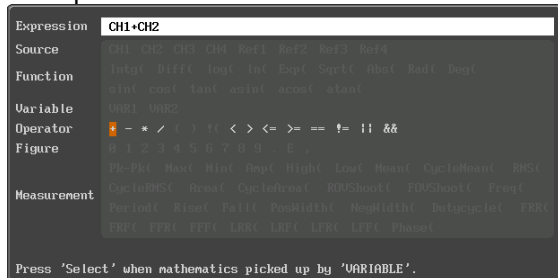 Expression CH1+CH2
Source CH1 CH2 CH3 CH4 Ref1 Ref2 Ref3 Ref4
Function Intg( Diff( log( ln( Exp( Sqrt( Abs( Rad( Deg(
sin( cos( tan( asin( acos( atan(
Variable VAR1 VAR2
Operator + - * / ( ) !( < > <= >= == != || &&
Figure 0 1 2 3 4 5 6 7 8 9 . E ,
Pk-Pk( Max( Min( Amp( High( Low( Mean( CycleMean( RMS(
CycleRMS( Area( CycleArea( ROVShoot( FOVShoot( Freq(
Measurement
Period( Rise( Fall( PosWidth( NegWidth( Dutycycle( FRR(
FRF( FFR( FFF( LRR( LRF( LFR( LFF( Phase(
Press 'Select' when mathematics picked up by 'VARIABLE'.